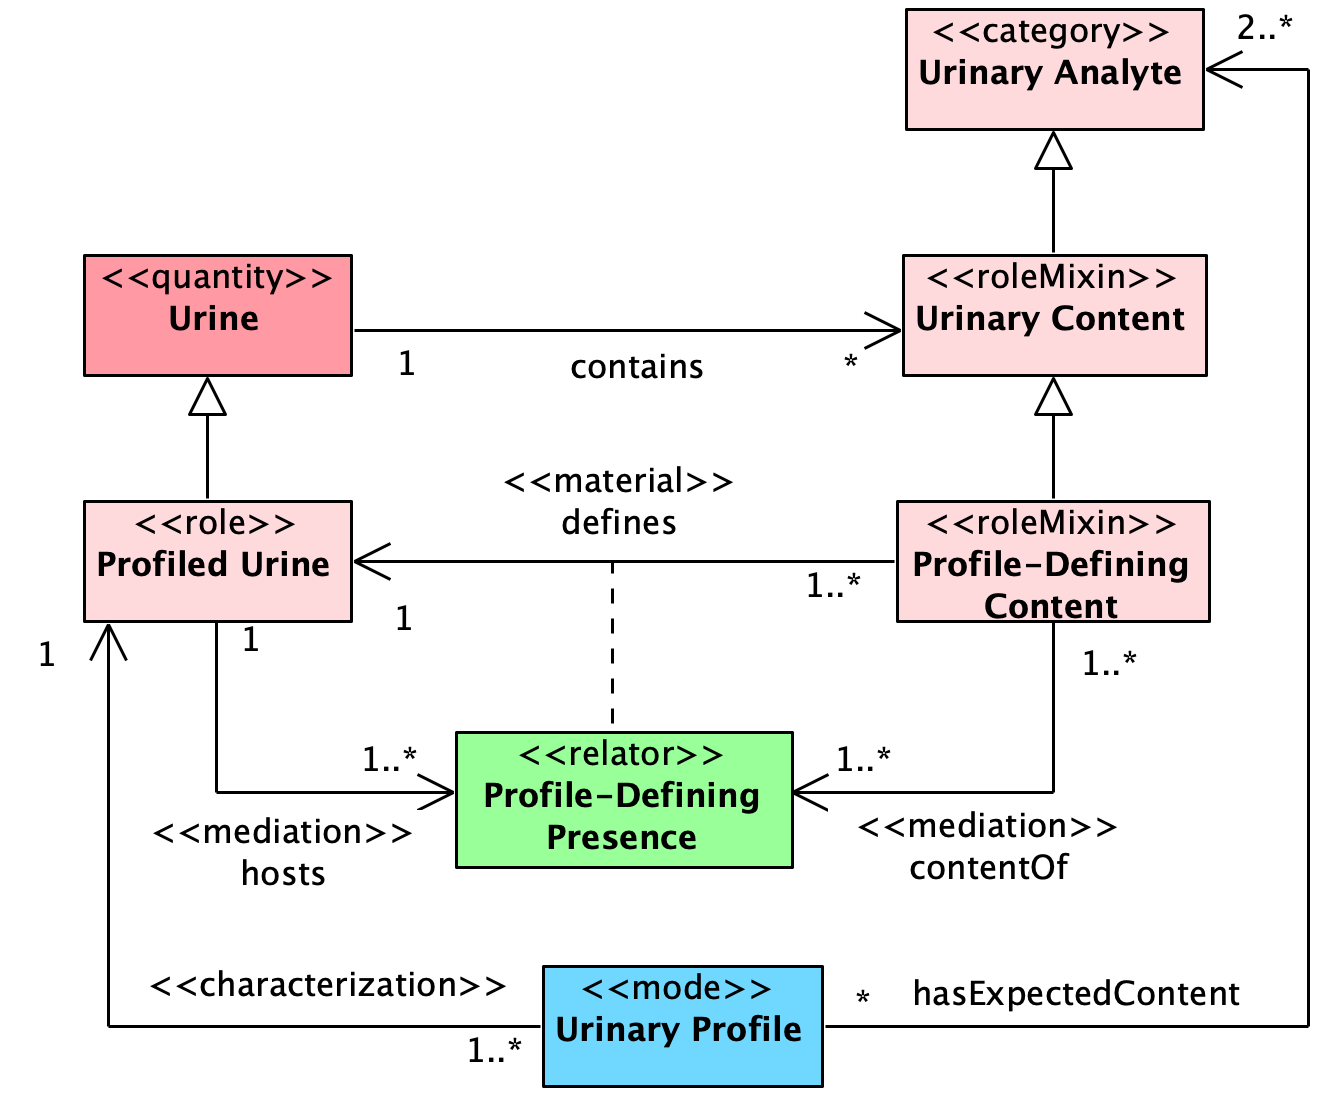 <<category>>
Urinary Analyte
2..*
<<quantity>>
Urine
<<roleMixin>>
Urinary Content
1
contains
*
<<material>>
defines
<<role>>
Profiled Urine
<<roleMixin>>
Profile-Defining
Content
1..*
1
1
1
1..*
1..*
1..*
<<relator>>
Profile-Defining
Presence
<<mediation>>
hosts
<<mediation>>
contentOf
<<characterization>>
1..*
<<mode>>
Urinary Profile
*
hasExpectedContent